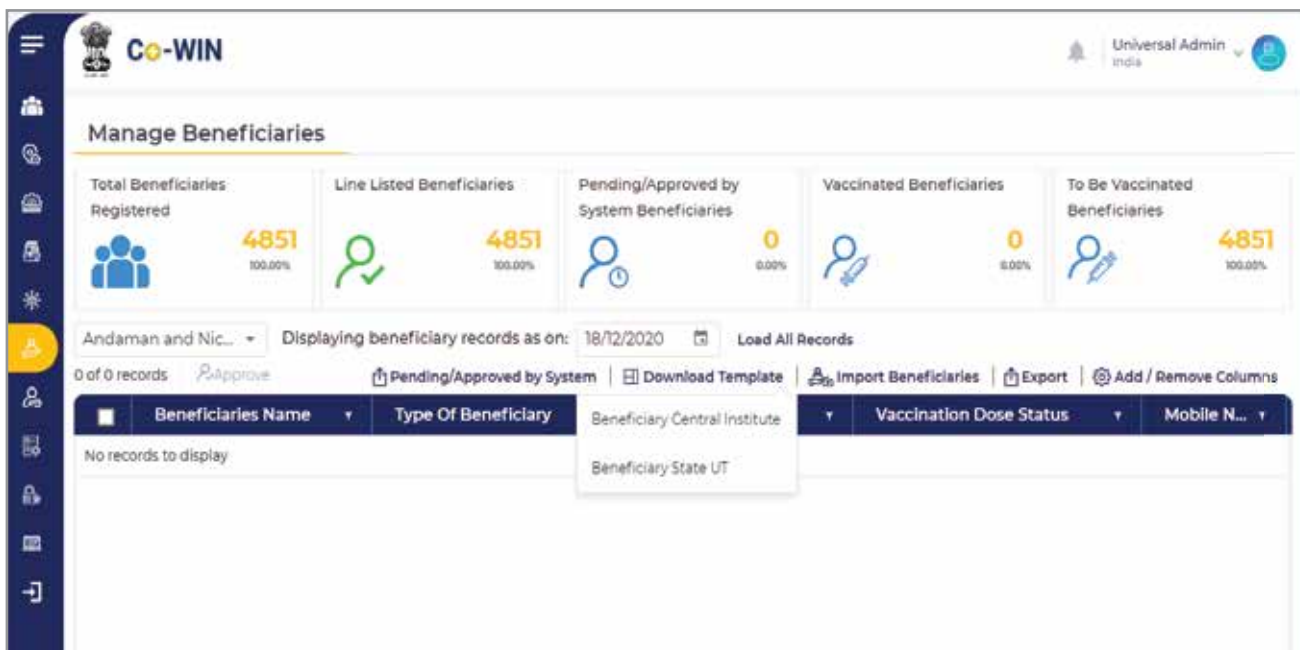 Co-WIN
Universal Admin
India
Manage Beneficiaries
Total Beneficiaries
Registered
4851
100.00%
Line Listed Beneficiaries
4851
100.00%
Pending/Approved by
System Beneficiaries
0
0.00%
Vaccinated Beneficiaries
0
0.00%
To Be Vaccinated
Beneficiaries
4851
100.00%
Andaman and Nic... Displaying beneficiary records as on: 18/12/2020 Load All Records
0 of 0 records Approve Pending/Approved by System | Download Template | Import Beneficiaries | Export | Add / Remove Columns
Beneficiaries Name Type Of Beneficiary Vaccination Dose Status Mobile N...
Beneficiary Central Institute
No records to display
Beneficiary State UT